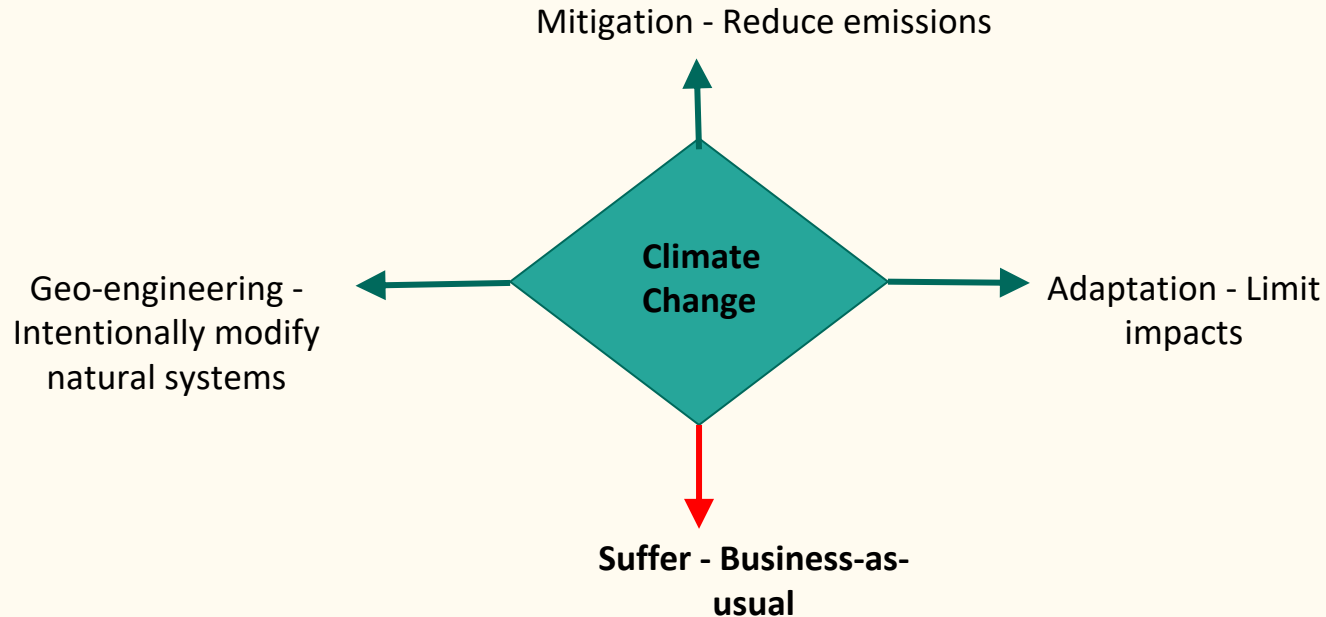 Mitigation - Reduce emissions
Climate
Change
Geo-engineering -
Intentionally modify
natural systems
Adaptation - Limit
impacts
Suffer - Business-as-
usual